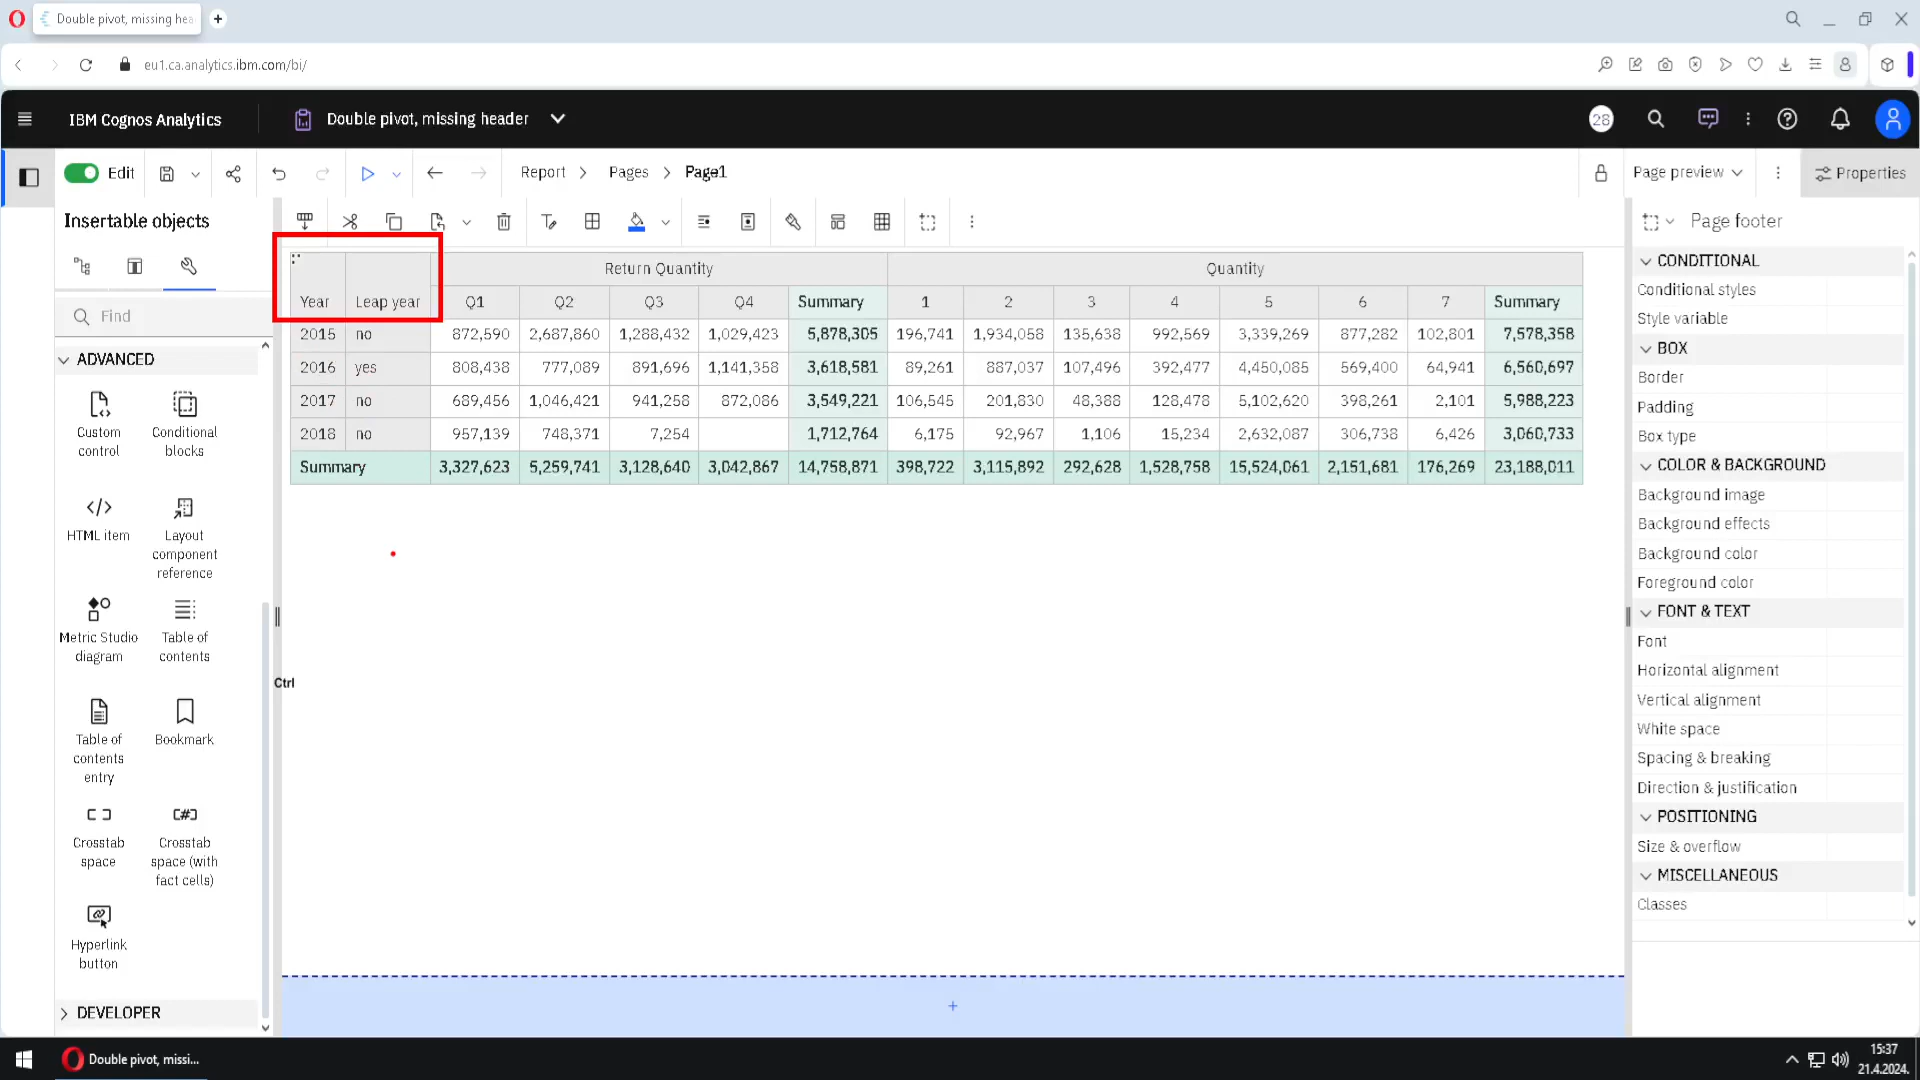 Double pivot, missing hea
eu1.ca.analytics.ibm.com/bi/
IBM Cognos Analytics
Double pivot, missing header
28
Edit
Report
Pages
Page1
Page preview
Properties
Insertable objects
Find
ADVANCED
Custom control
Conditional blocks
HTML item
Layout component reference
Metric Studio diagram
Table of contents
Table of contents entry
Bookmark
Crosstab space
Crosstab space (with fact cells)
Hyperlink button
DEVELOPER
Return Quantity Quantity
Year Leap year Q1 Q2 Q3 Q4 Summary 1 2 3 4 5 6 7 Summary
2015 no 872,590 2,687,860 1,288,432 1,029,423 5,878,305 196,741 1,934,058 135,638 992,569 3,339,269 877,282 102,801 7,578,358
2016 yes 808,438 777,089 891,696 1,141,358 3,618,581 89,261 887,037 107,496 392,477 4,450,085 569,400 64,941 6,560,697
2017 no 689,456 1,046,421 941,258 872,086 3,549,221 106,545 201,830 48,388 128,478 5,102,620 398,261 2,101 5,988,223
2018 no 957,139 748,371 7,254 1,712,764 6,175 92,967 1,106 15,234 2,632,087 306,738 6,426 3,060,733
Summary 3,327,623 5,259,741 3,128,640 3,042,867 14,758,871 398,722 3,115,892 292,628 1,528,758 15,524,061 2,151,681 176,269 23,188,011
Ctrl
Page footer
CONDITIONAL
Conditional styles
Style variable
BOX
Border
Padding
Box type
COLOR & BACKGROUND
Background image
Background effects
Background color
Foreground color
FONT & TEXT
Font
Horizontal alignment
Vertical alignment
White space
Spacing & breaking
Direction & justification
POSITIONING
Size & overflow
MISCELLANEOUS
Classes
Double pivot, missi...
15:37
21.4.2024.